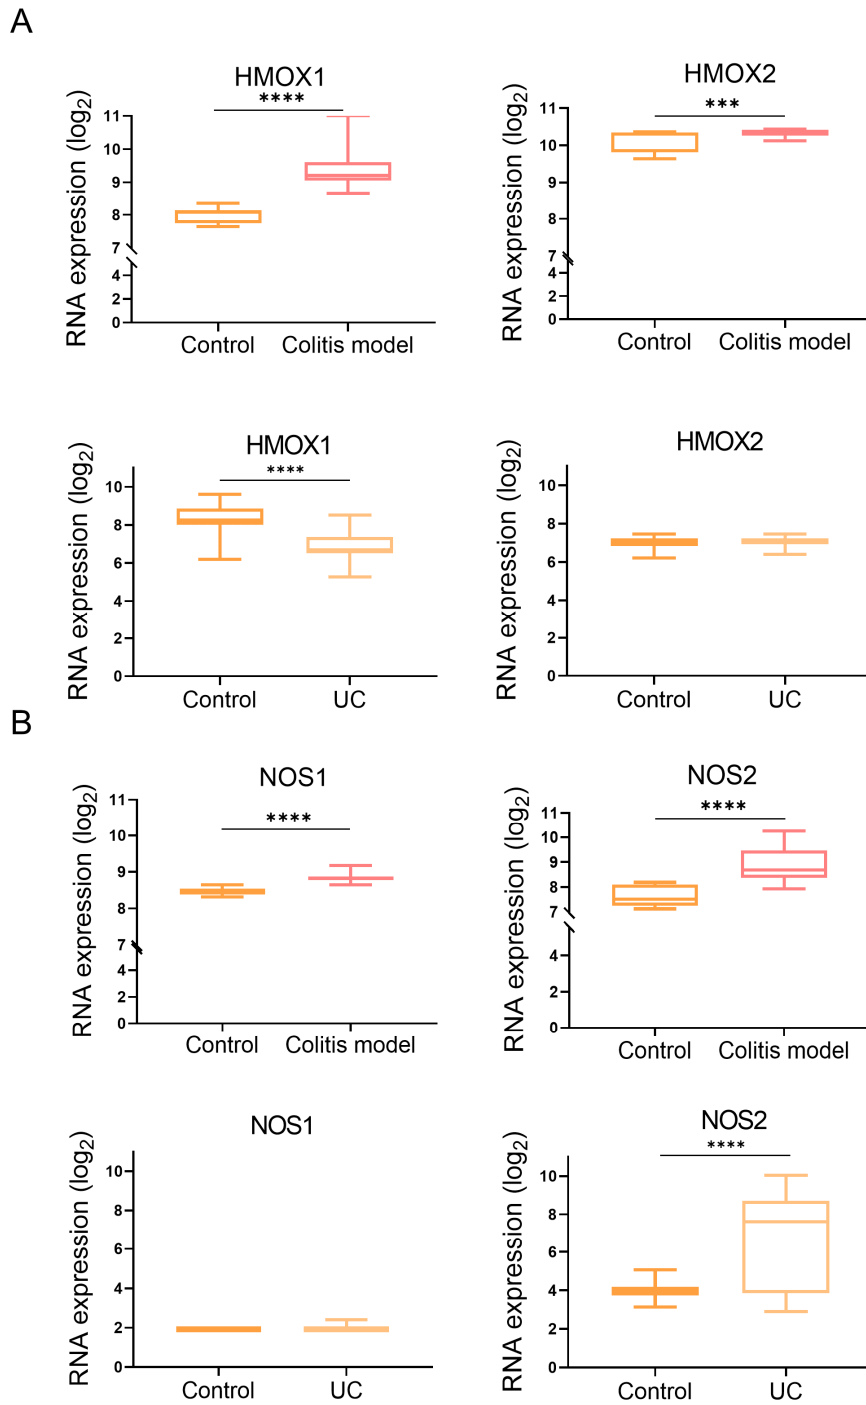 A
HMOX1
****
RNA expression (log2)
11
10
9
8
7
4
2
0
Control
Colitis model
HMOX2
***
RNA expression (log2)
11
10
9
8
7
4
2
0
Control
Colitis model
HMOX1
****
RNA expression (log2)
10
8
6
4
2
0
Control
UC
HMOX2
RNA expression (log2)
10
8
6
4
2
0
Control
UC
B
NOS1
****
RNA expression (log2)
11
10
9
8
7
4
2
0
Control
Colitis model
NOS2
****
RNA expression (log2)
11
10
9
8
7
4
2
0
Control
Colitis model
NOS1
RNA expression (log2)
10
8
6
4
2
0
Control
UC
NOS2
****
RNA expression (log2)
10
8
6
4
2
0
Control
UC